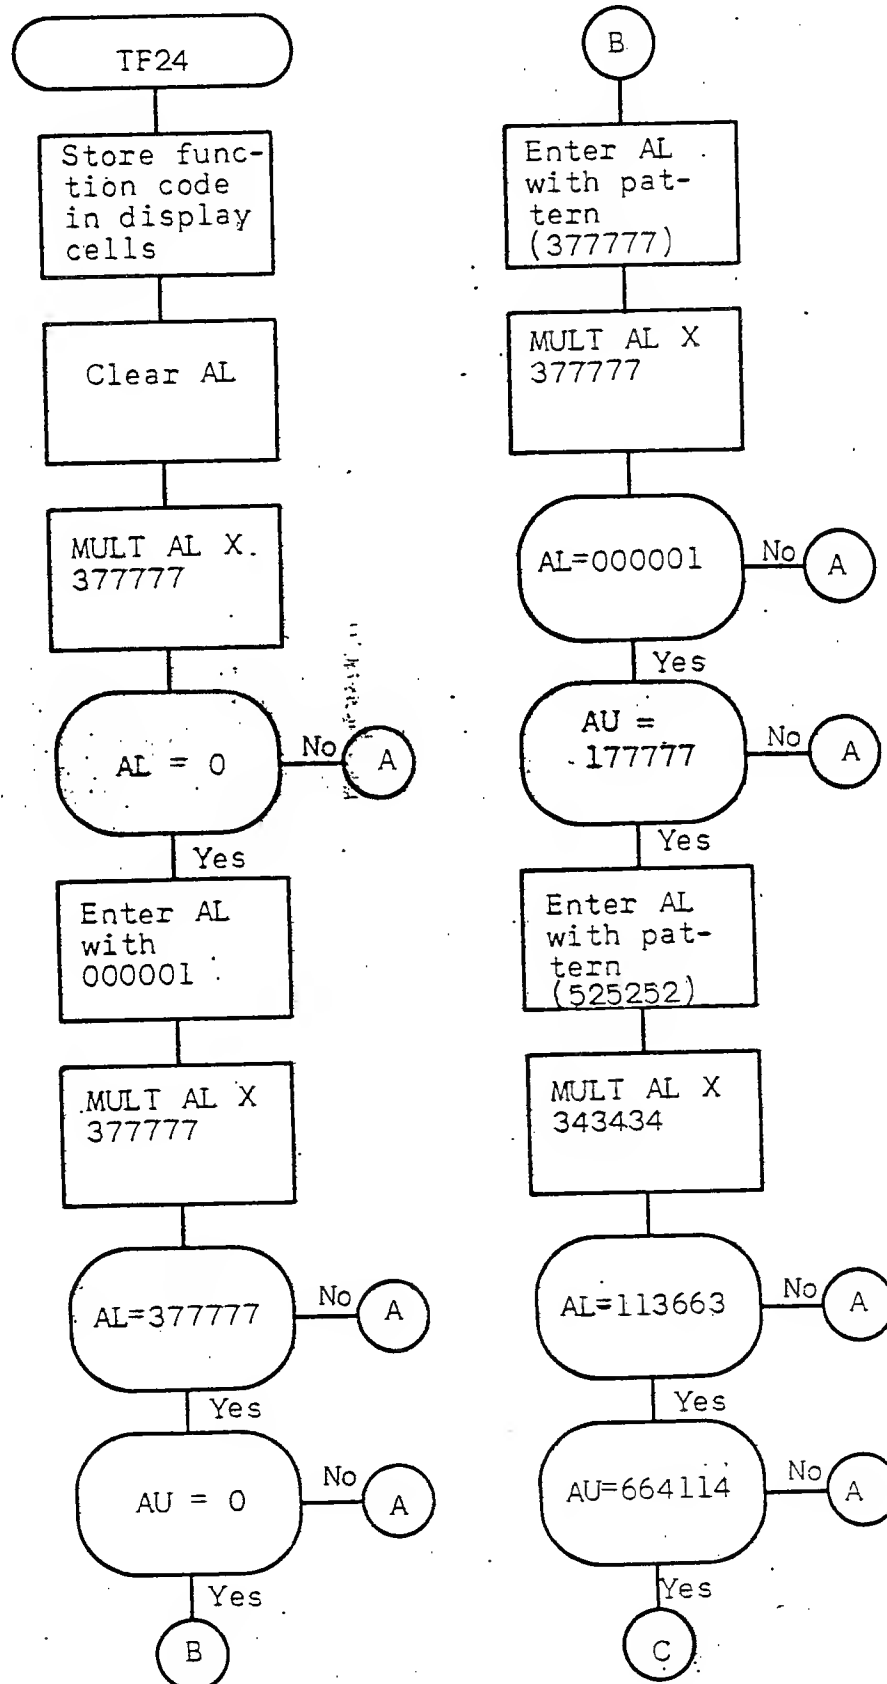 TF24
Store func-
tion code
in display
cells
Clear AL
MULT AL X.
377777
AL = 0
No
A
Yes
Enter AL
with
000001
MULT AL X
377777
AL=377777
No
A
Yes
AU = 0
No
A
Yes
B
B
Enter AL
with pat-
tern
(377777)
MULT AL X
377777
AL=000001
No
A
Yes
AU =
177777
No
A
Yes
Enter AL
with pat-
tern
(525252)
MULT AL X
343434
AL=113663
No
A
Yes
AU=664114
No
A
Yes
C